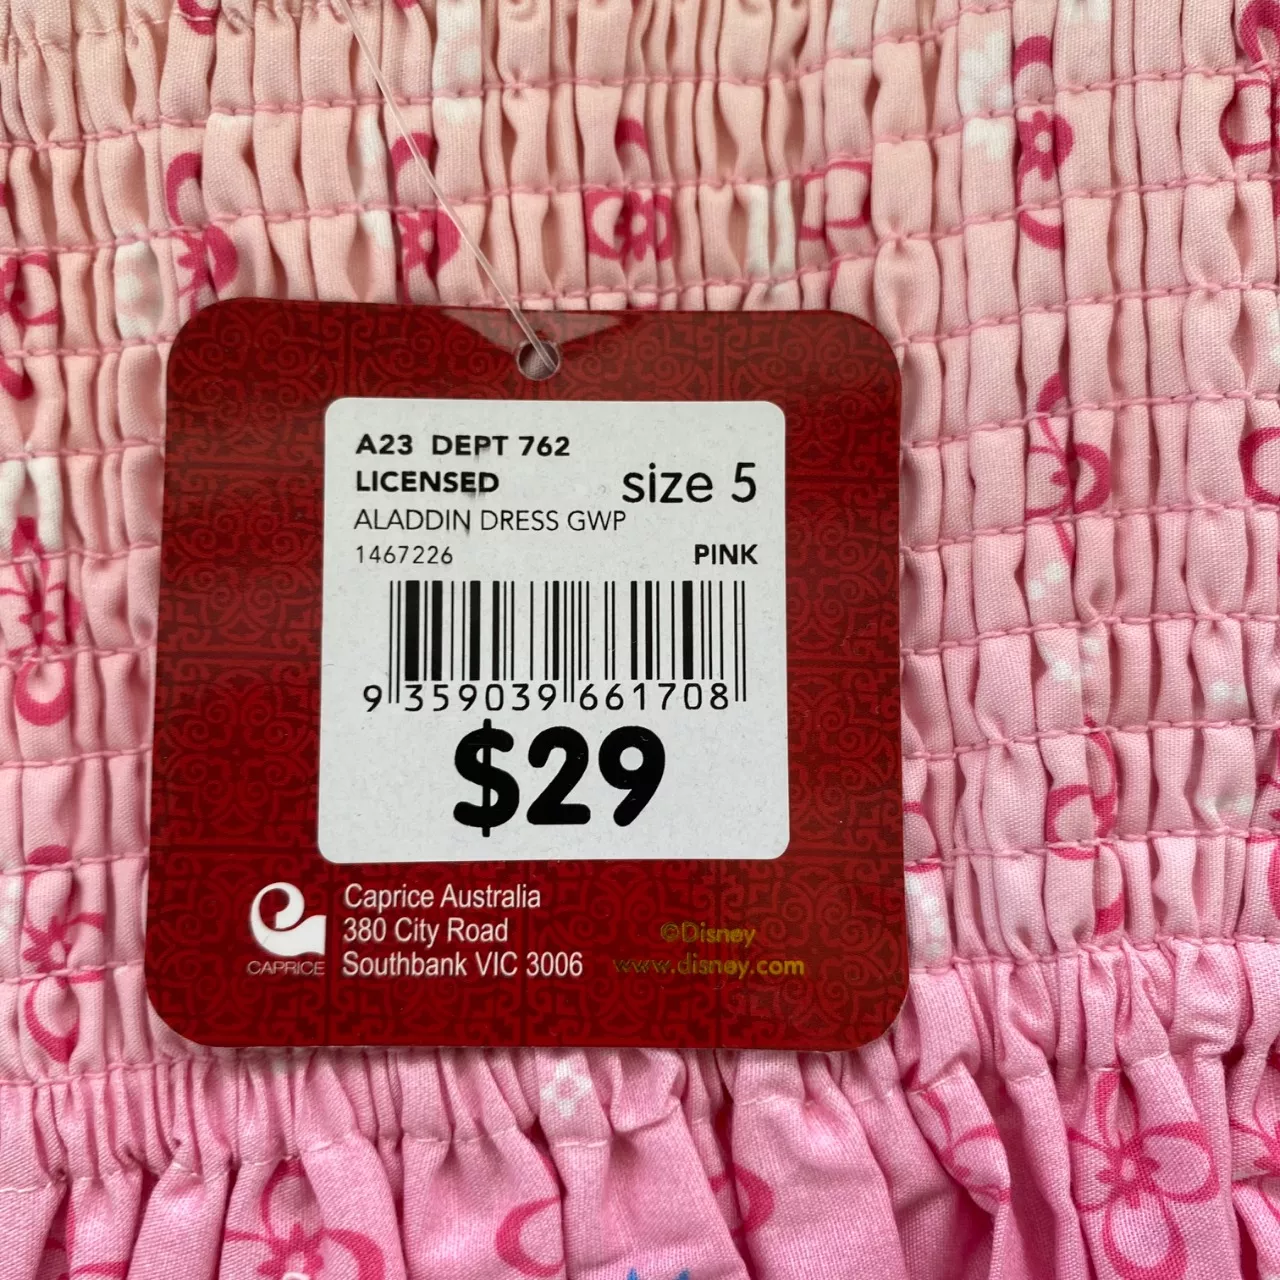 A23 DEPT 762
LICENSED
size 5
ALADDIN DRESS GWP
1467226
PINK
9 359039 661708
$29
CAPRICE
Caprice Australia
380 City Road
Southbank VIC 3006
©Disney
www.disney.com